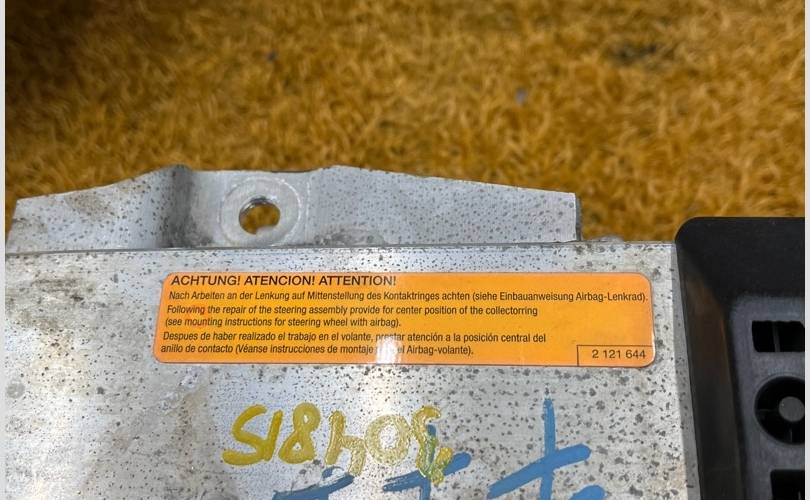 ACHTUNG! ATENCION! ATTENTION!
Nach Arbeiten an der Lenkung auf Mittenstellung des Kontaktringes achten (siehe Einbauanweisung Airbag-Lenkrad).
Following the repair of the steering assembly provide for center position of the collectorring
(see mounting instructions for steering wheel with airbag).
Despues de haber realizado el trabajo en el volante, prestar atención a la posición central del
anillo de contacto (Véanse instrucciones de montaje del Airbag-volante).
2 121 644